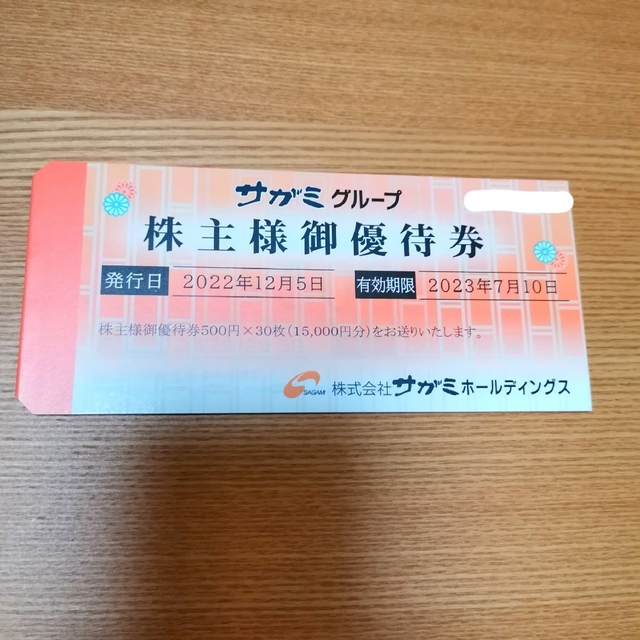 サガミグループ
株主様御優待券
発行日 2022年12月5日 有効期限 2023年7月10日
株主様御優待券500円×30枚(15,000円分)をお送りいたします。
SAGAMI 株式会社サガミホールディングス